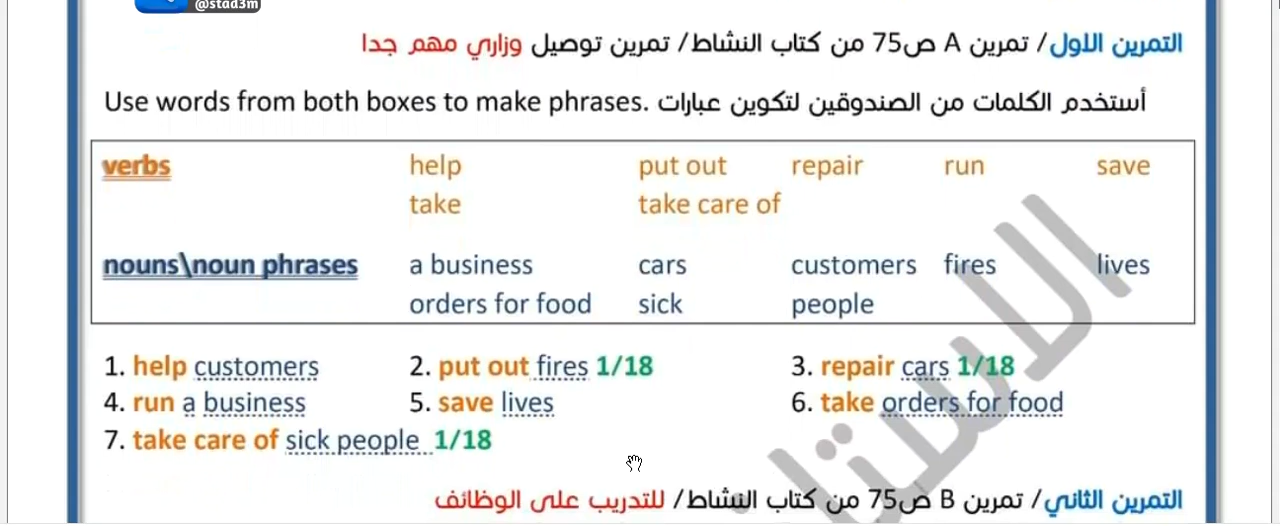 @stad3m
التمرين الاول/ تمرين A ص75 من كتاب النشاط/ تمرين توصيل وزاري مهم جدا
Use words from both boxes to make phrases. أستخدم الكلمات من الصندوقين لتكوين عبارات
verbs help put out repair run save
take take care of
nouns\noun phrases a business cars customers fires lives
orders for food sick people
1. help customers 2. put out fires 1/18 3. repair cars 1/18
4. run a business 5. save lives 6. take orders for food
7. take care of sick people 1/18
التمرين الثاني/ تمرين B ص75 من كتاب النشاط/ للتدريب على الوظائف